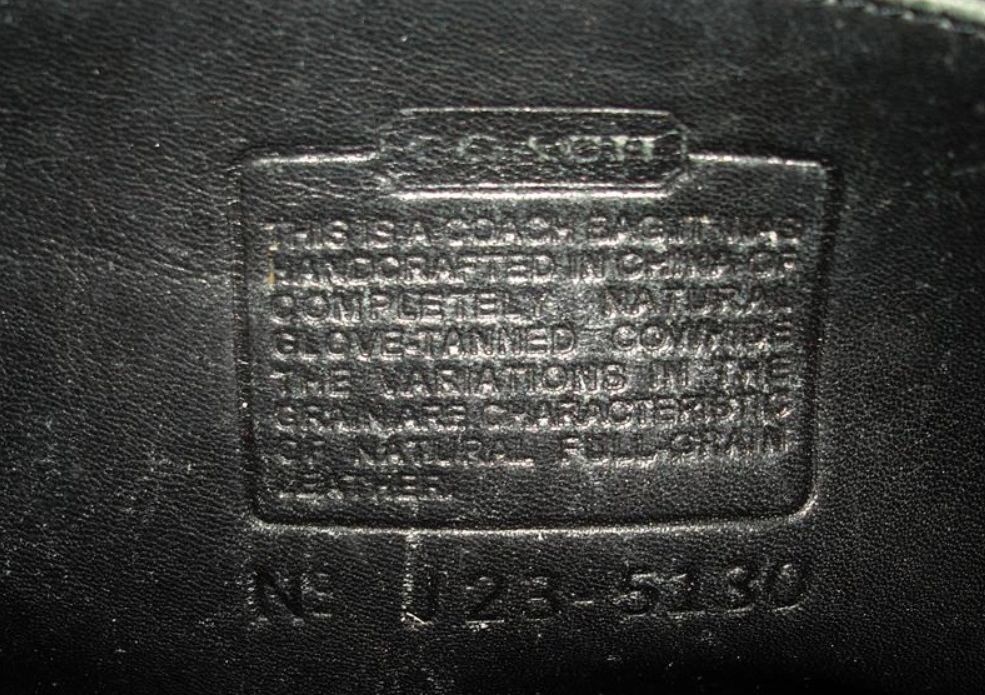 COACH
THIS IS A COACH BAG. IT WAS
HANDCRAFTED IN CHINA OF
COMPLETELY NATURAL
GLOVE-TANNED COWHIDE
THE VARIATIONS IN THE
GRAIN ARE CHARACTERISTIC
OF NATURAL FULL-GRAIN
LEATHER.
Nº J23-5130